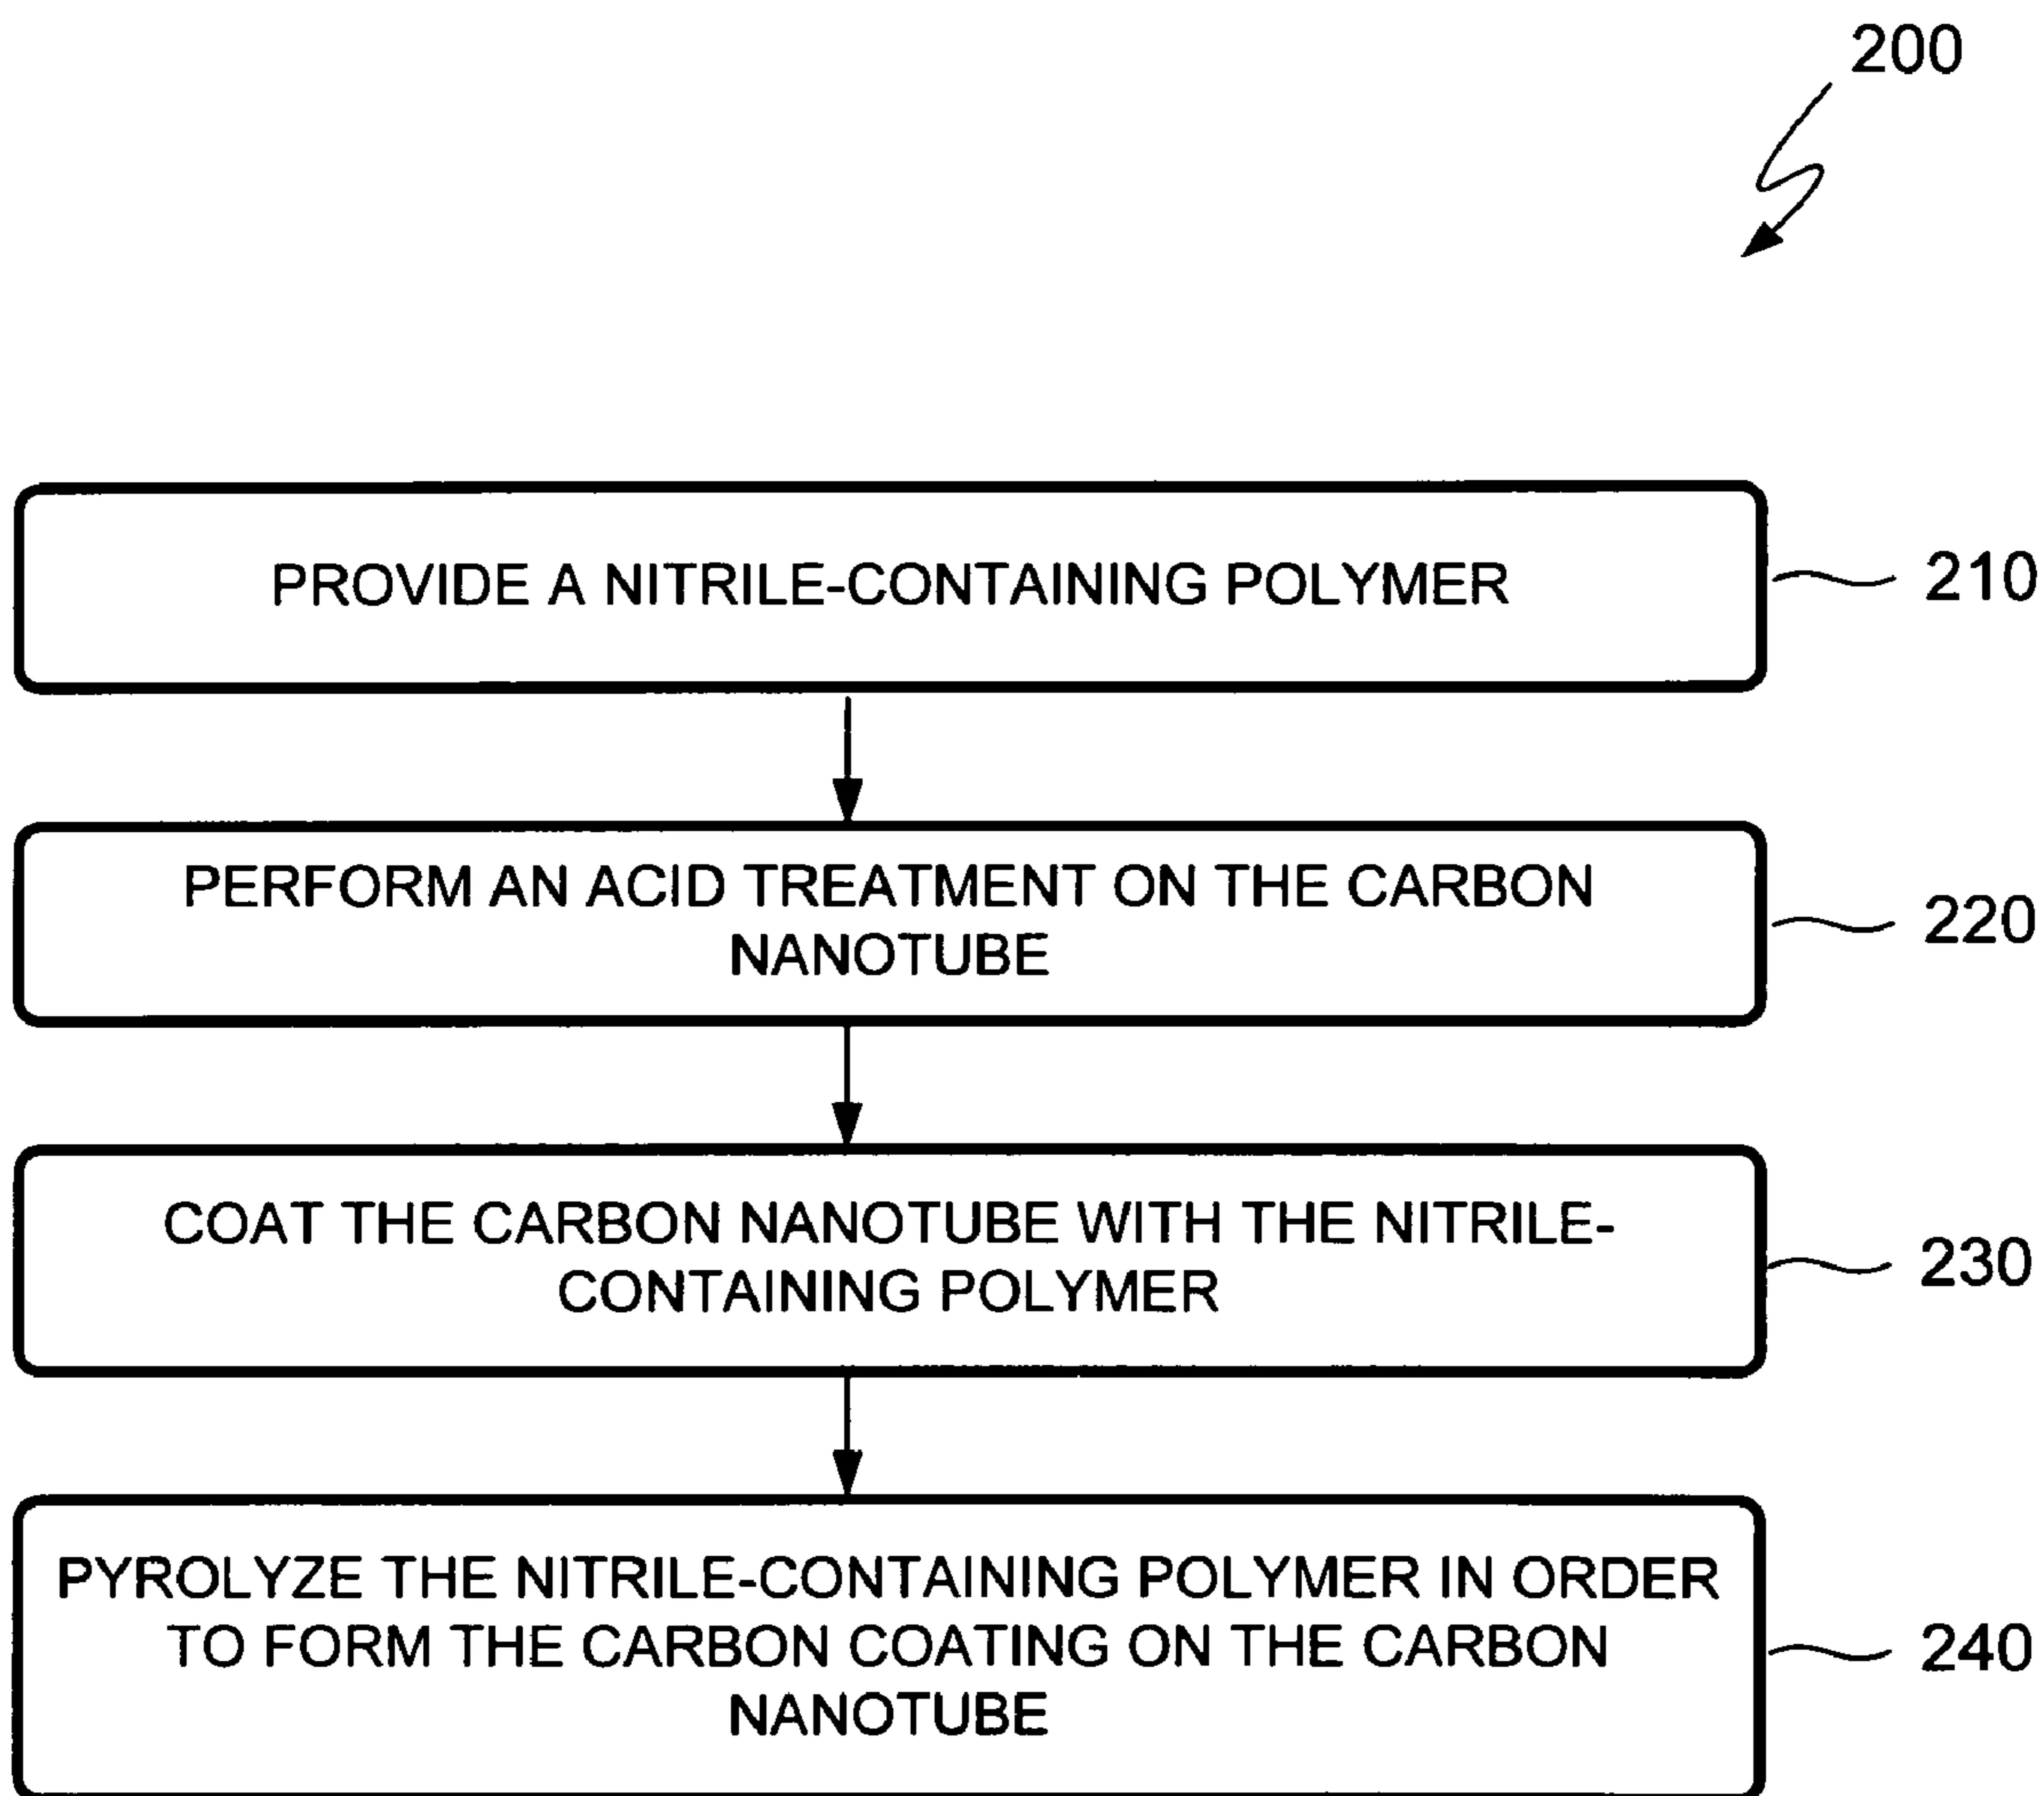 200
PROVIDE A NITRILE-CONTAINING POLYMER
210
PERFORM AN ACID TREATMENT ON THE CARBON
NANOTUBE
220
COAT THE CARBON NANOTUBE WITH THE NITRILE-
CONTAINING POLYMER
230
PYROLYZE THE NITRILE-CONTAINING POLYMER IN ORDER
TO FORM THE CARBON COATING ON THE CARBON
NANOTUBE
240